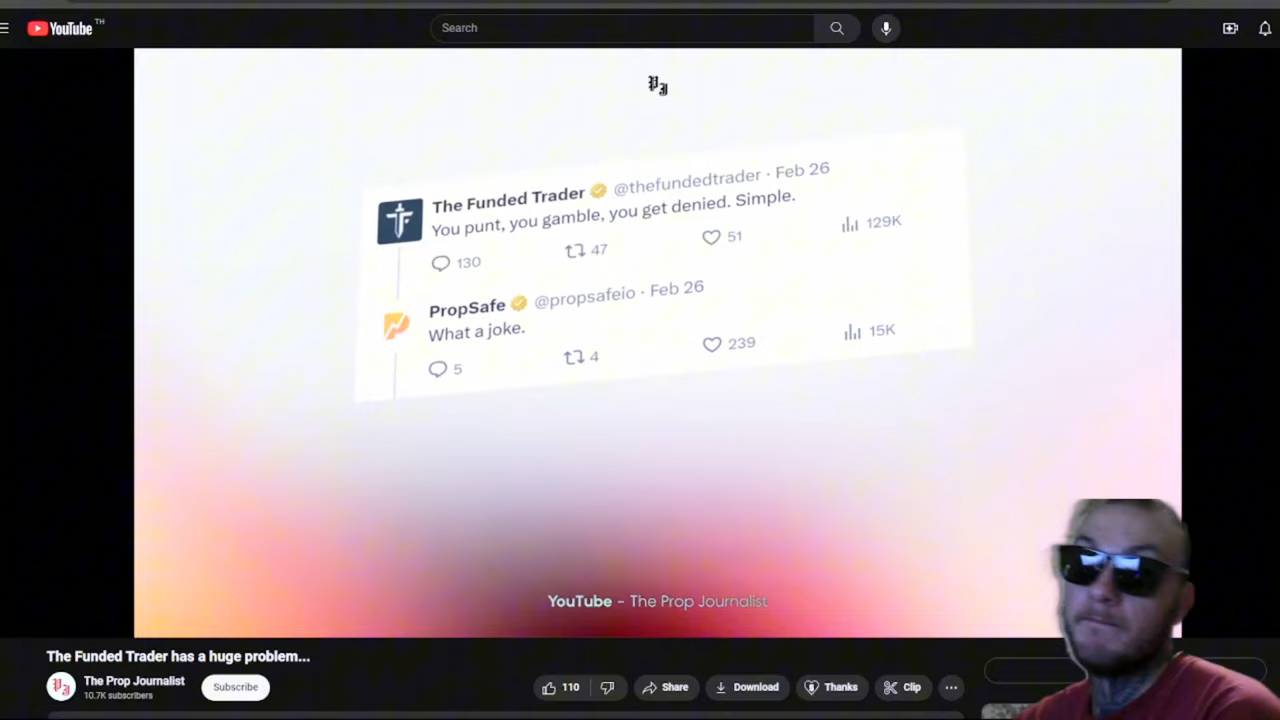 YouTube TH
Search
The Funded Trader @thefundedtrader · Feb 26
You punt, you gamble, you get denied. Simple.
130 47 51 129K
PropSafe @propsafeio · Feb 26
What a joke.
5 4 239 15K
YouTube – The Prop Journalist
The Funded Trader has a huge problem...
The Prop Journalist
10.7K subscribers
Subscribe
110
Share
Download
Thanks
Clip